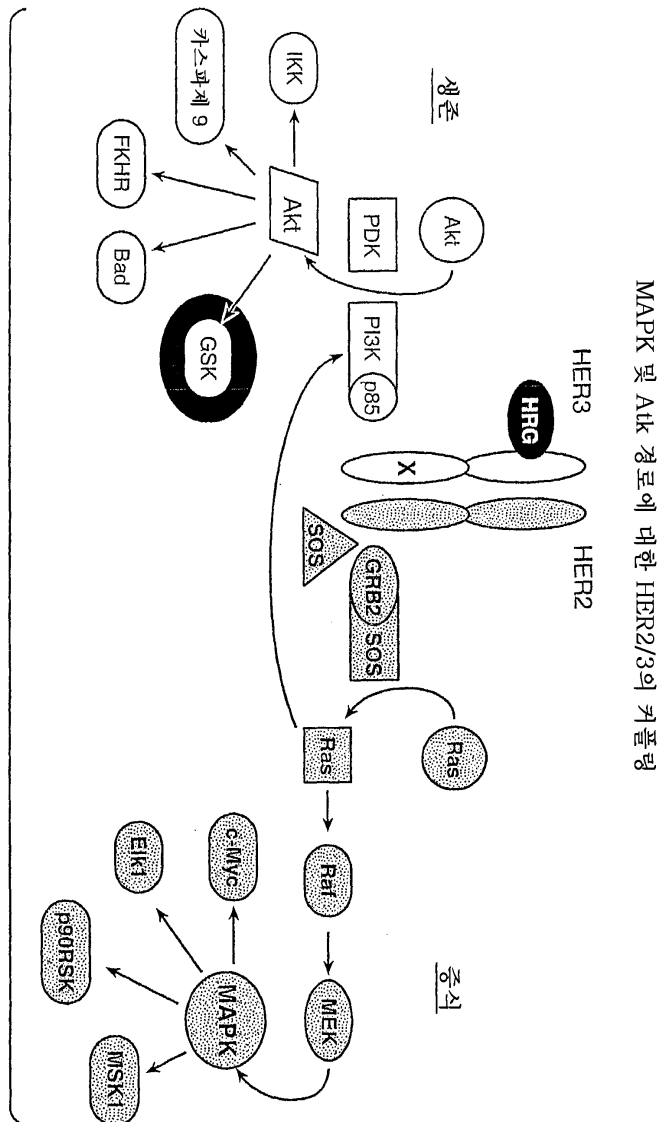 MAPK 및 Atk 경로에 대한 HER2/3의 커플링
HER3
HER2
HRG
X
생존
증식
Akt
PDK
PI3K
p85
Akt
IKK
카스파제 9
FKHR
Bad
GSK
SOS
GRB2
SOS
Ras
Ras
Raf
MEK
MAPK
c-Myc
Elk1
p90RSK
MSK1